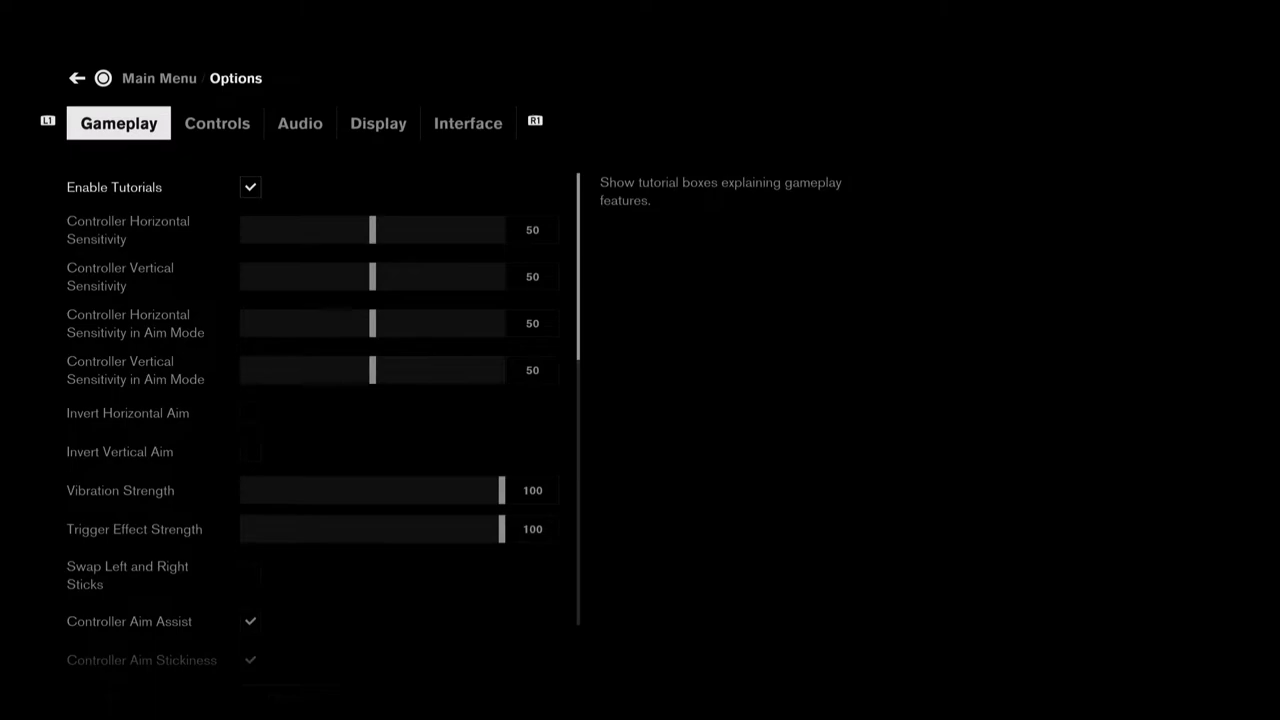 Main Menu / Options
L1 Gameplay Controls Audio Display Interface R1
Enable Tutorials
Show tutorial boxes explaining gameplay
features.
Controller Horizontal
Sensitivity
50
Controller Vertical
Sensitivity
50
Controller Horizontal
Sensitivity in Aim Mode
50
Controller Vertical
Sensitivity in Aim Mode
50
Invert Horizontal Aim
Invert Vertical Aim
Vibration Strength 100
Trigger Effect Strength 100
Swap Left and Right
Sticks
Controller Aim Assist
Controller Aim Stickiness